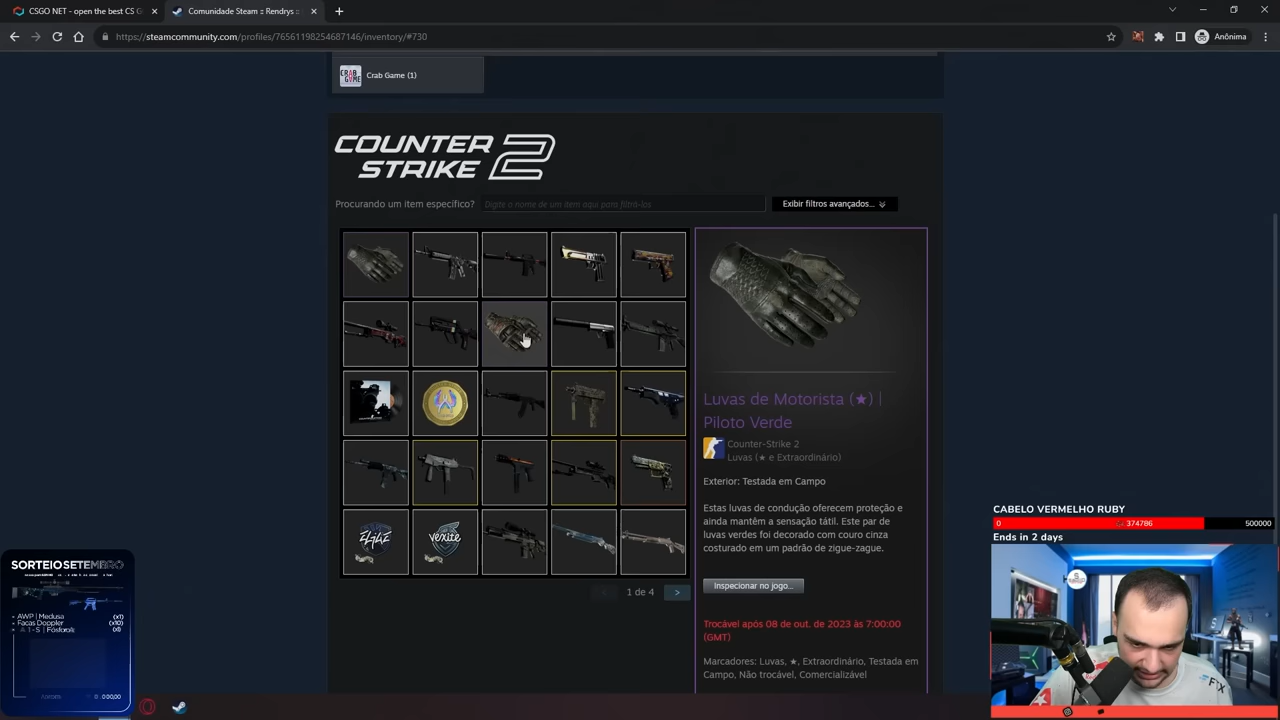 CSGO NET - open the best CS G
Comunidade Steam :: Rendrys ::
https://steamcommunity.com/profiles/76561198254687146/inventory/#730
Anônima
CRAB GAME
Crab Game (1)
COUNTER
STRIKE 2
Procurando um item específico?
Digite o nome de um item aqui para filtrá-los
Exibir filtros avançados...
Luvas de Motorista (★) |
Piloto Verde
Counter-Strike 2
Luvas (★ e Extraordinário)
Exterior: Testada em Campo
Estas luvas de condução oferecem proteção e
ainda mantêm a sensação tátil. Este par de
luvas verdes foi decorado com couro cinza
costurado em um padrão de zigue-zague.
Inspecionar no jogo...
Trocável após 08 de out. de 2023 às 7:00:00
(GMT)
Marcadores: Luvas, ★, Extraordinário, Testada em
Campo, Não trocável, Comercializável
vérité
< 1 de 4 >
CABELO VERMELHO RUBY
0 374786 500000
Ends in 2 days
SORTEIO SETEMBRO
AWP | Medusa (x1)
Facas Doppler (x10)